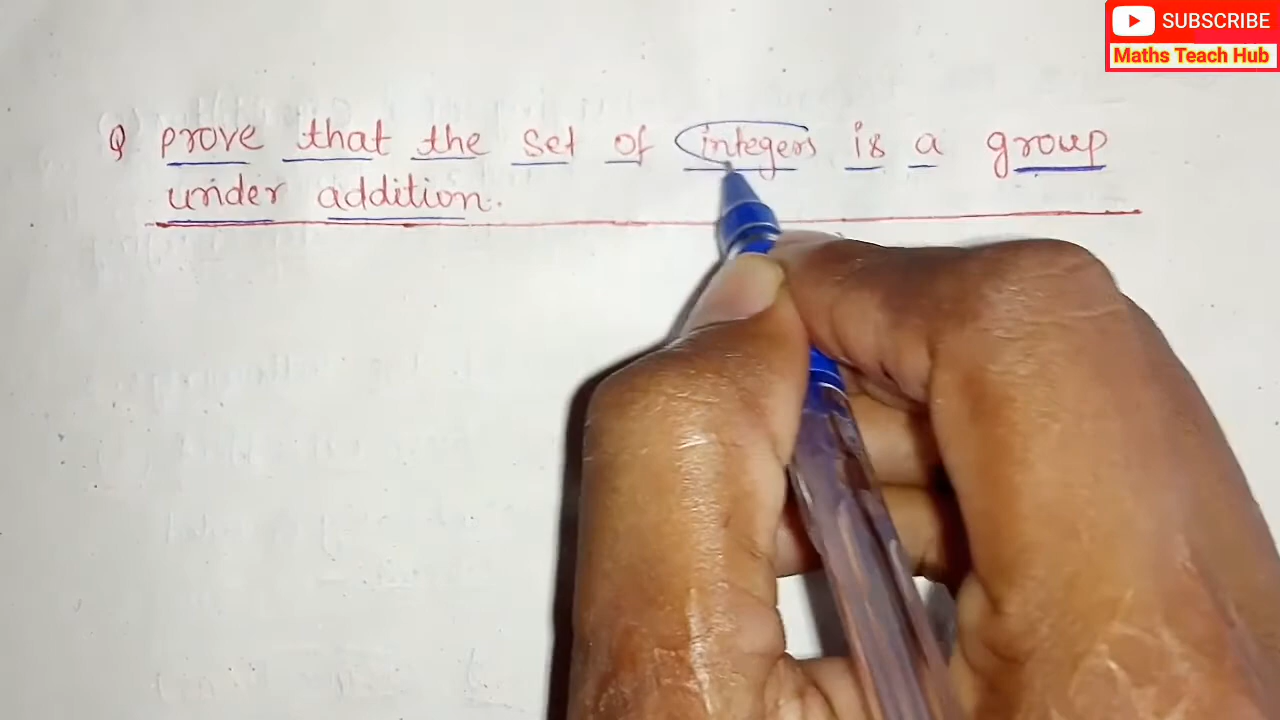 SUBSCRIBE
Maths Teach Hub
Q prove that the set of integers is a group
under addition.